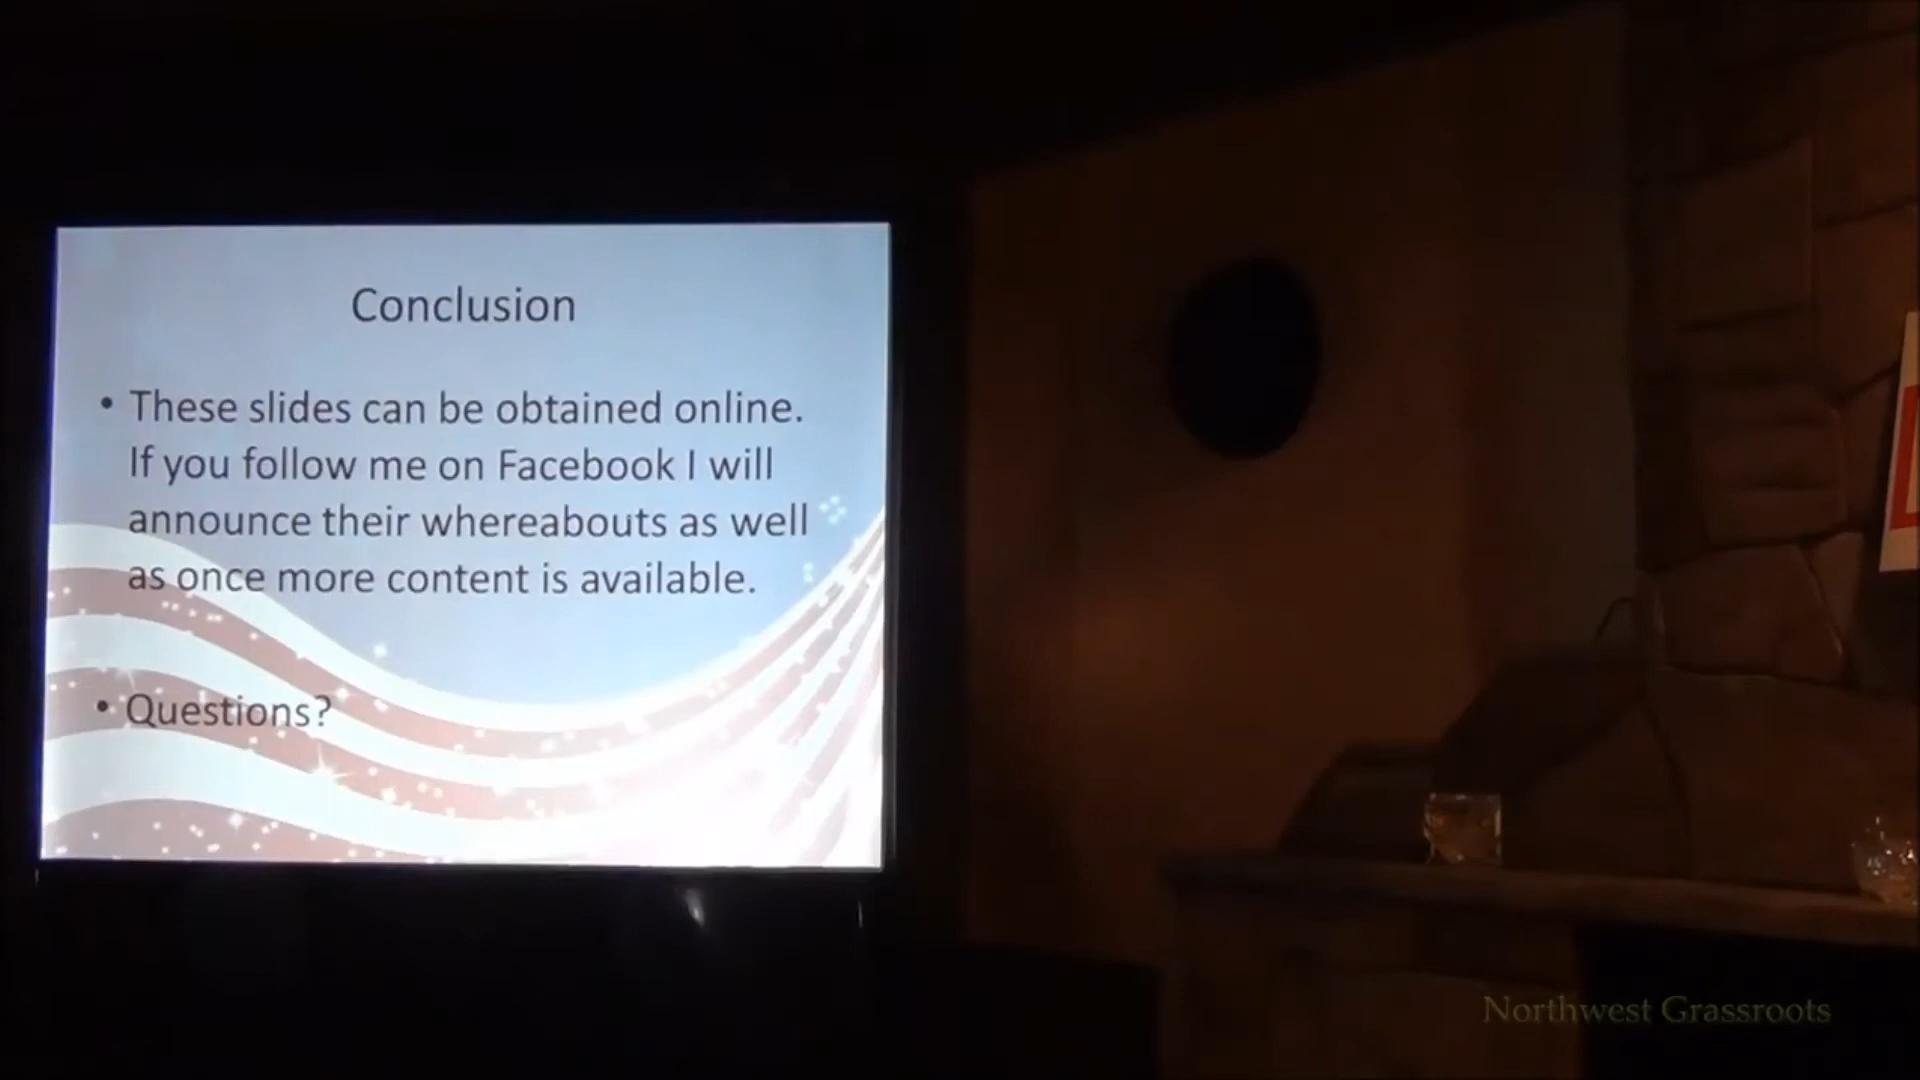 Conclusion
• These slides can be obtained online.
If you follow me on Facebook I will
announce their whereabouts as well
as once more content is available.
• Questions?
Northwest Grassroots